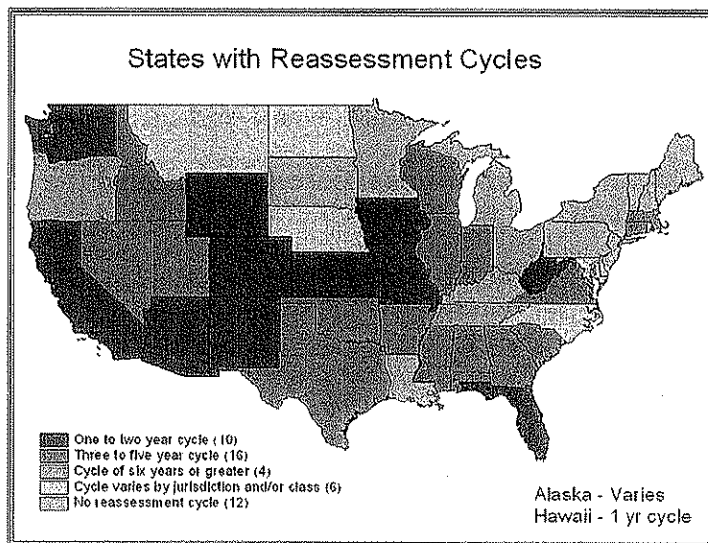 States with Reassessment Cycles
One to two year cycle (10)
Three to five year cycle (16)
Cycle of six years or greater (4)
Cycle varies by jurisdiction and/or class (6)
No reassessment cycle (12)
Alaska - Varies
Hawaii - 1 yr cycle